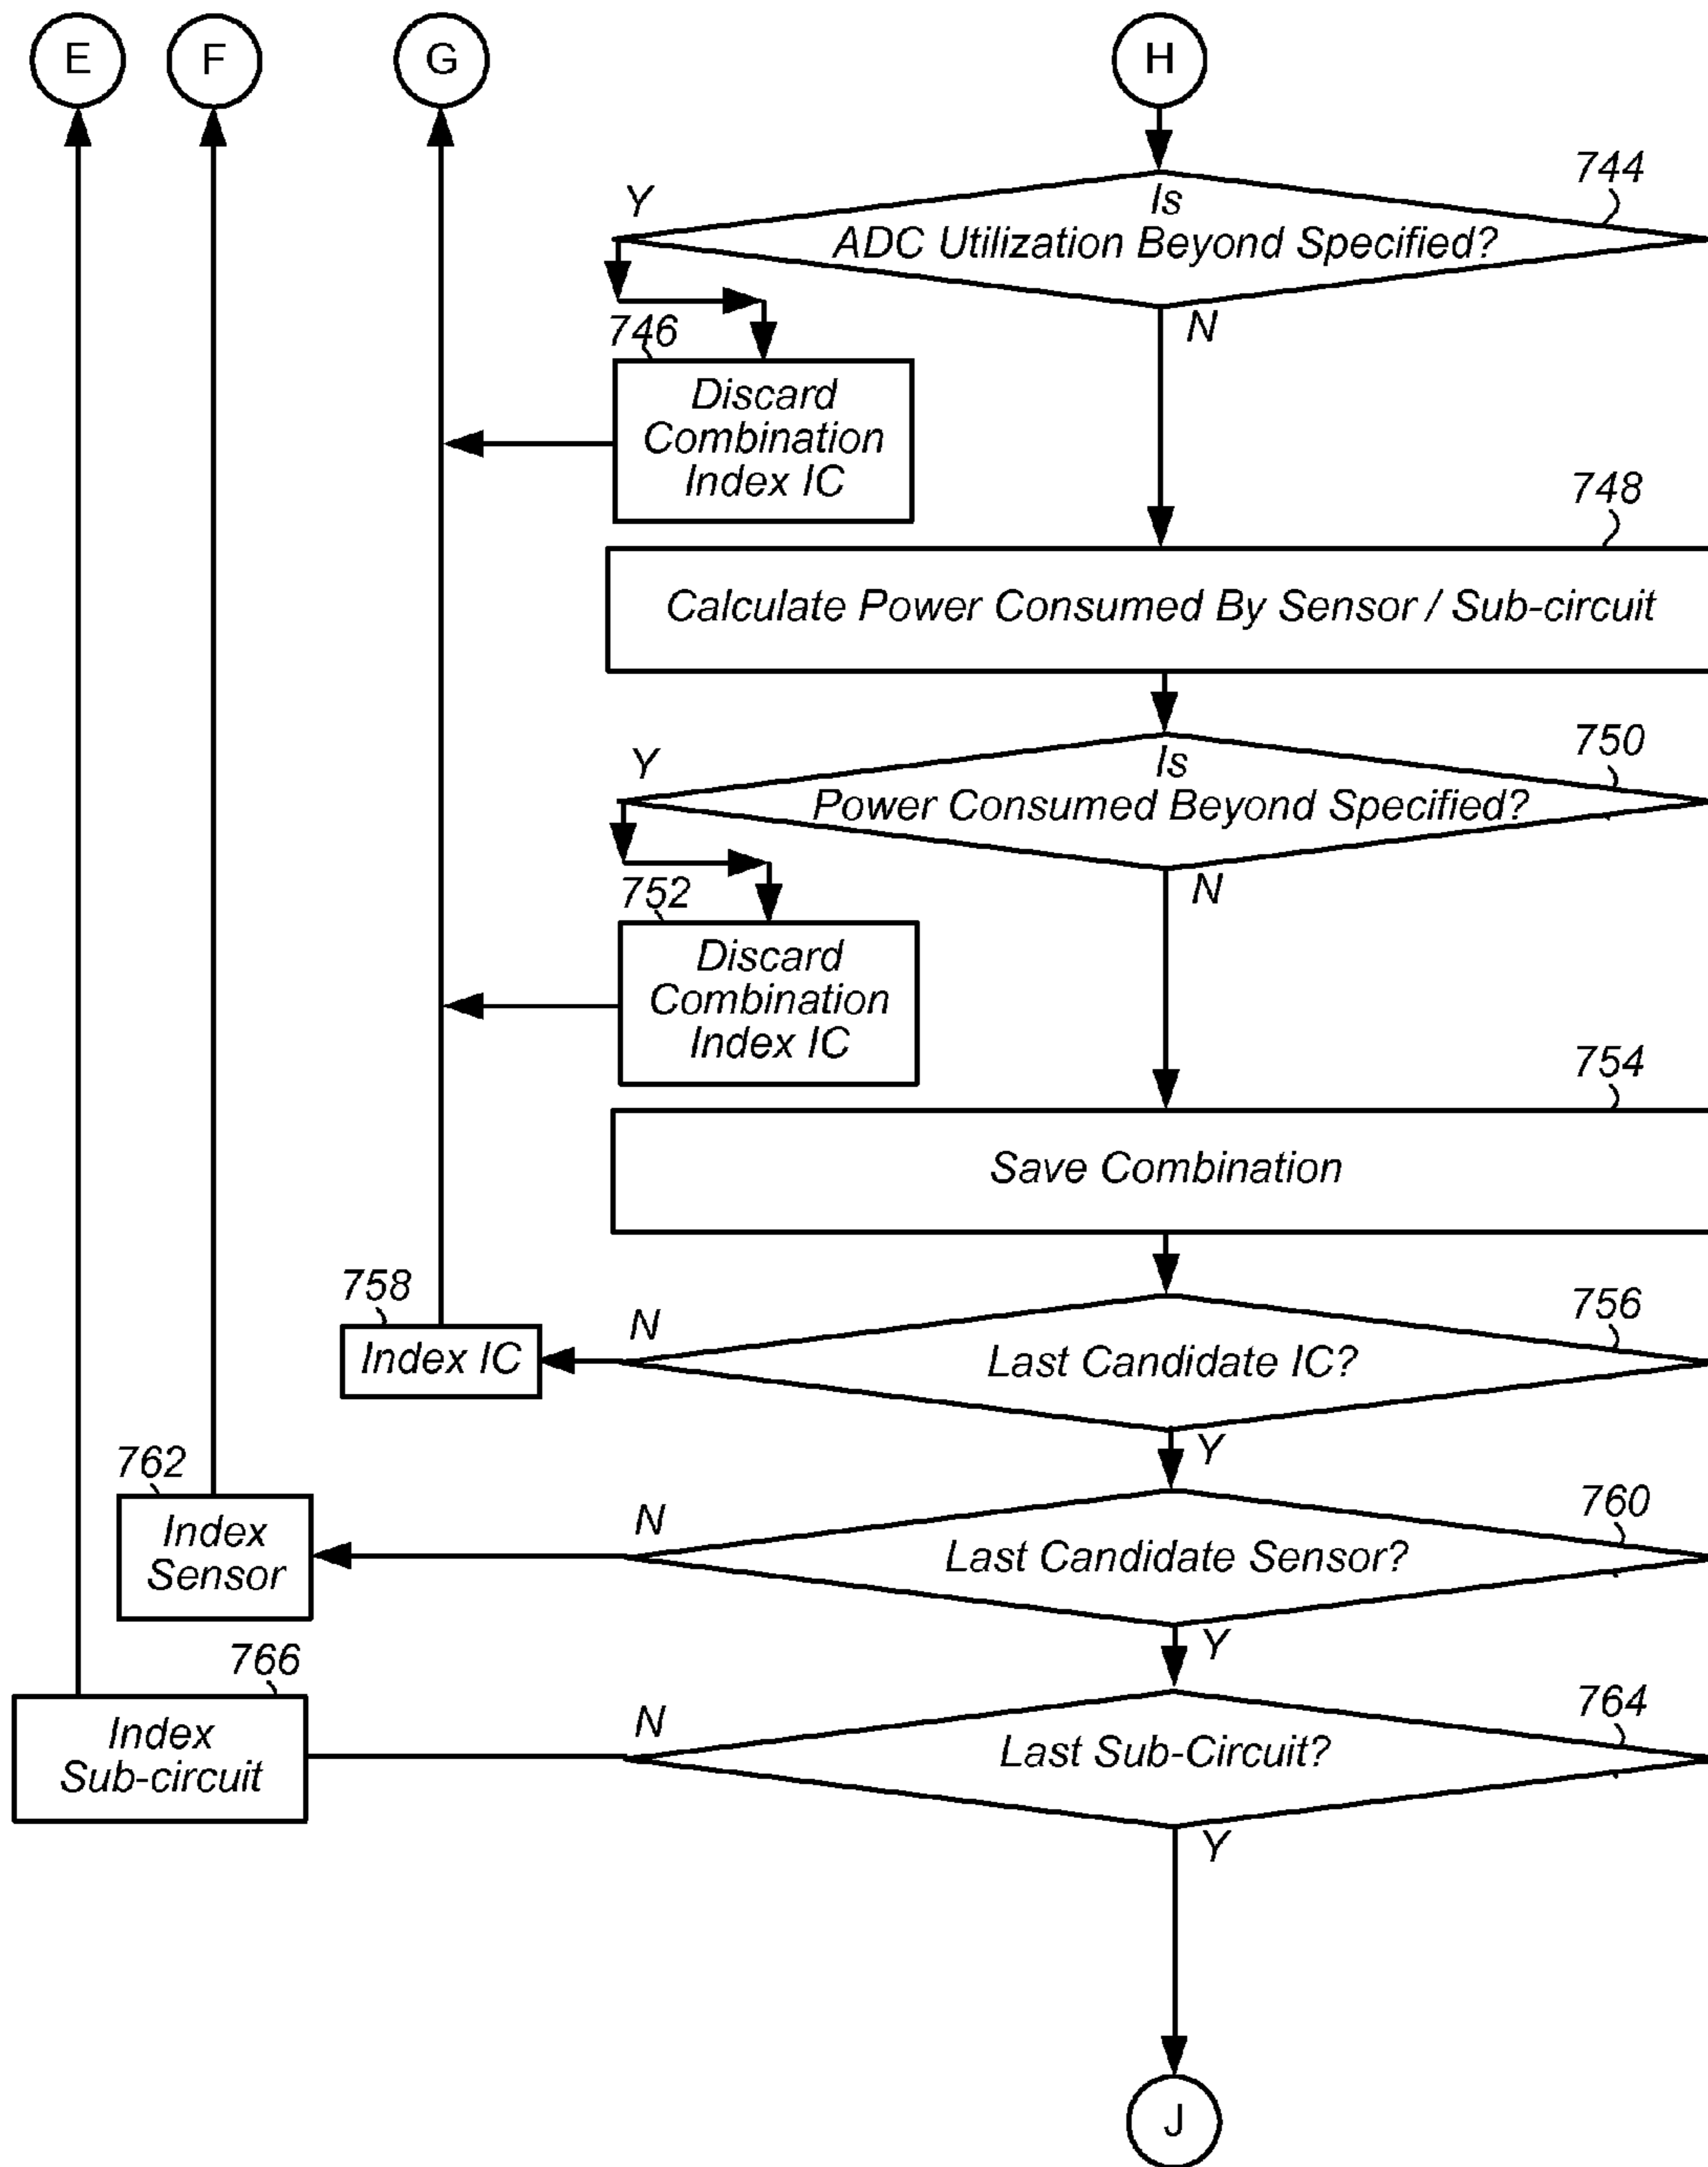 E
F
G
H
744
Y
Is
ADC Utilization Beyond Specified?
N
746
Discard
Combination
Index IC
748
Calculate Power Consumed By Sensor / Sub-circuit
750
Y
Is
Power Consumed Beyond Specified?
N
752
Discard
Combination
Index IC
754
Save Combination
758
756
N
Index IC
Last Candidate IC?
Y
762
760
N
Index
Sensor
Last Candidate Sensor?
Y
766
764
N
Index
Sub-circuit
Last Sub-Circuit?
Y
J